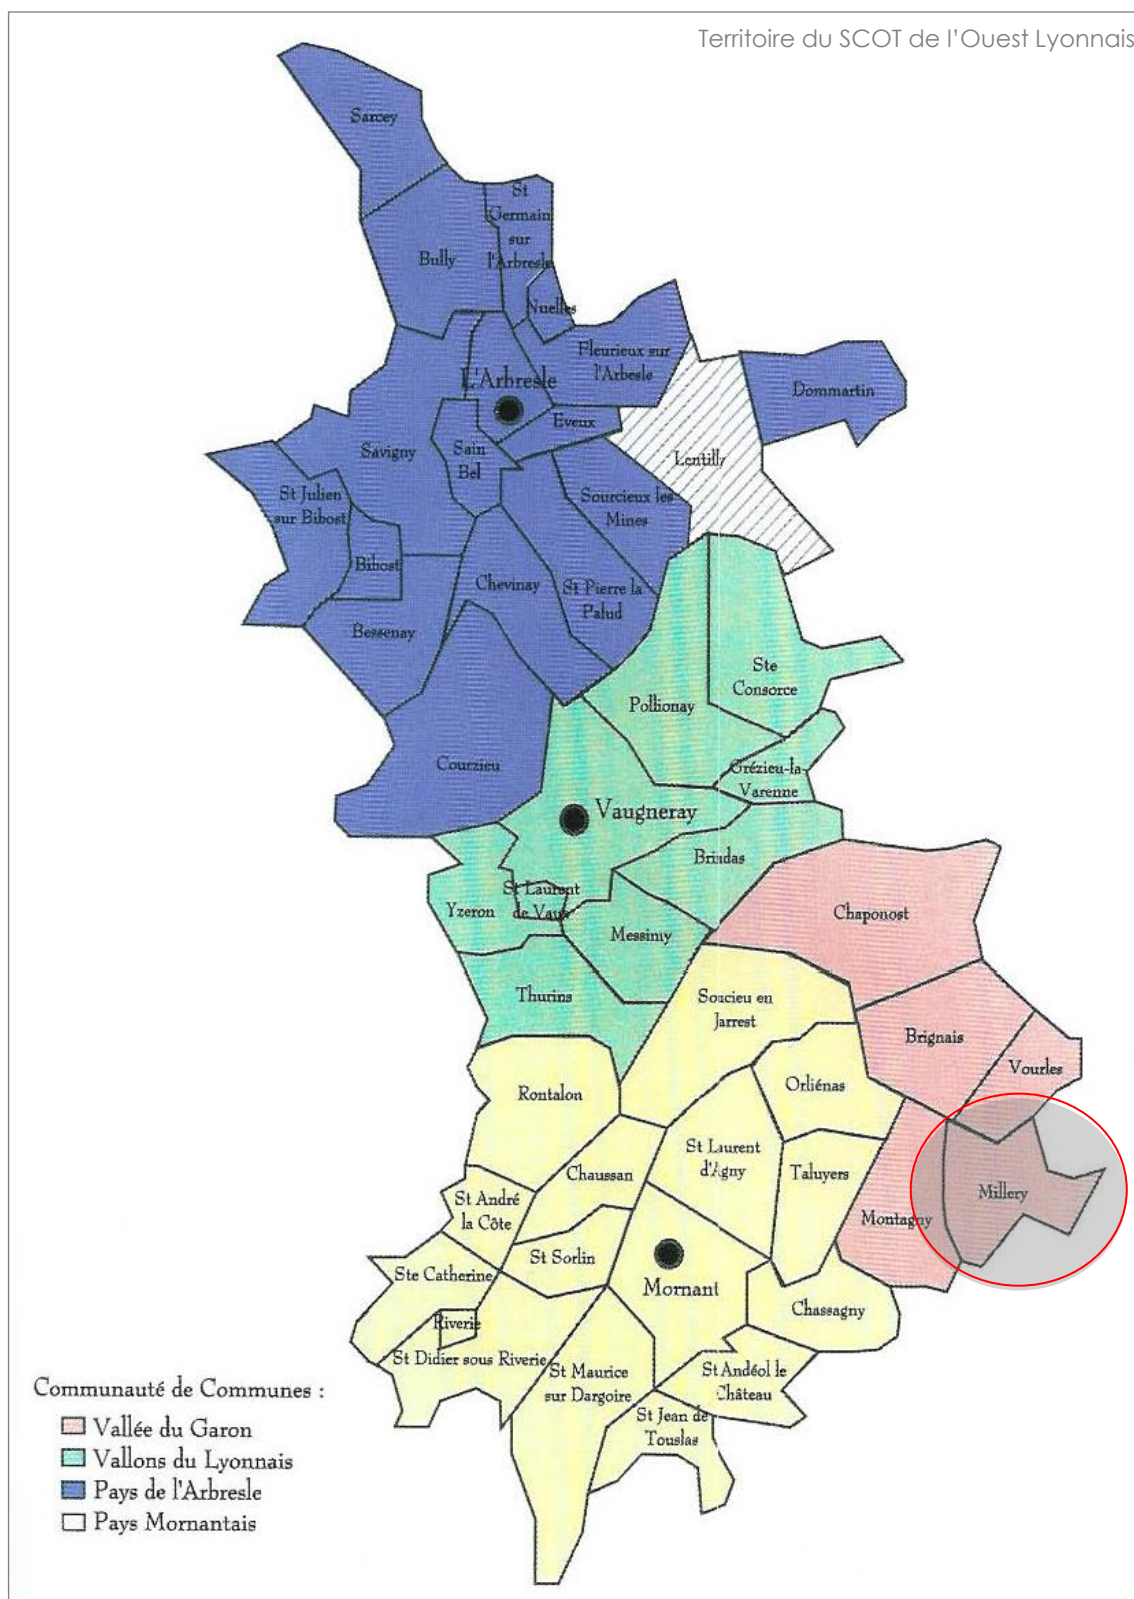 Territoire du SCOT de l'Ouest Lyonnais
Sarcey
St
Germain
sur
l'Arbresle
Bully
Nuelles
Fleurieux sur
l'Arbesle
L'Arbresle
Dommartin
Eveux
Savigny
Sain
Bel
Lentilly
St Julien
sur Bibost
Sourcieux les
Mines
Bibost
Chevinay
St Pierre la
Palud
Bessenay
Ste
Consorce
Pollionay
Courzieu
Grézieu-la-
Varenne
Vaugneray
Brindas
St Laurent
de Vaux
Yzeron
Chaponost
Messimy
Thurins
Soucieu en
Jarrest
Brignais
Vourles
Rontalon
Orliénas
St Laurent
d'Agny
Chaussan
Taluyers
St André
la Côte
Millery
Montagny
St Sorlin
Ste Catherine
Mornant
Chassagny
Riverie
St Didier sous Riverie
St Maurice
sur Dargoire
St Andéol le
Château
St Jean de
Touslas
Communauté de Communes :
Vallée du Garon
Vallons du Lyonnais
Pays de l'Arbresle
Pays Mornantais